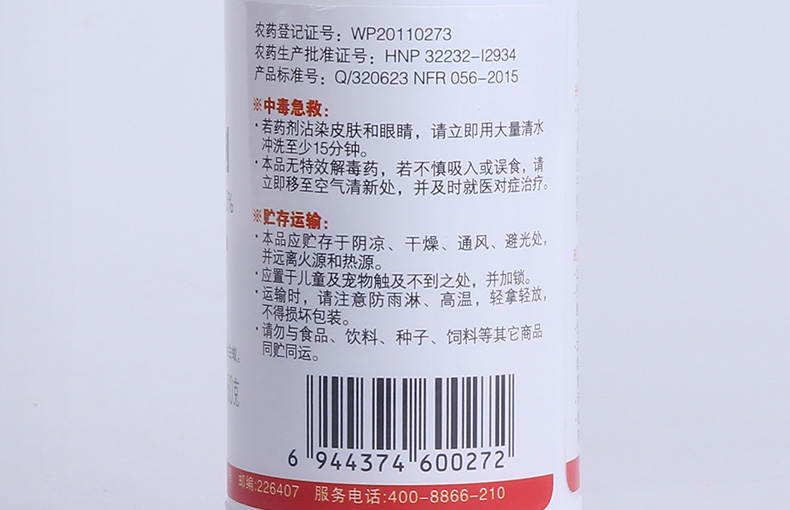 农药登记证号：WP20110273
农药生产批准证号：HNP 32232-I2934
产品标准号：Q/320623 NFR 056-2015
※中毒急救：
·若药剂沾染皮肤和眼睛，请立即用大量清水
冲洗至少15分钟。
·本品无特效解毒药，若不慎吸入或误食，请
立即移至空气清新处，并及时就医对症治疗。
※贮存运输：
·本品应贮存于阴凉、干燥、通风、避光处，
并远离火源和热源。
·应置于儿童及宠物触及不到之处，并加锁。
·运输时，请注意防雨淋、高温，轻拿轻放，
不得损坏包装。
·请勿与食品、饮料、种子、饲料等其它商品
同贮同运。
克
6 944374 600272
邮编:226407 服务电话:400-8866-210